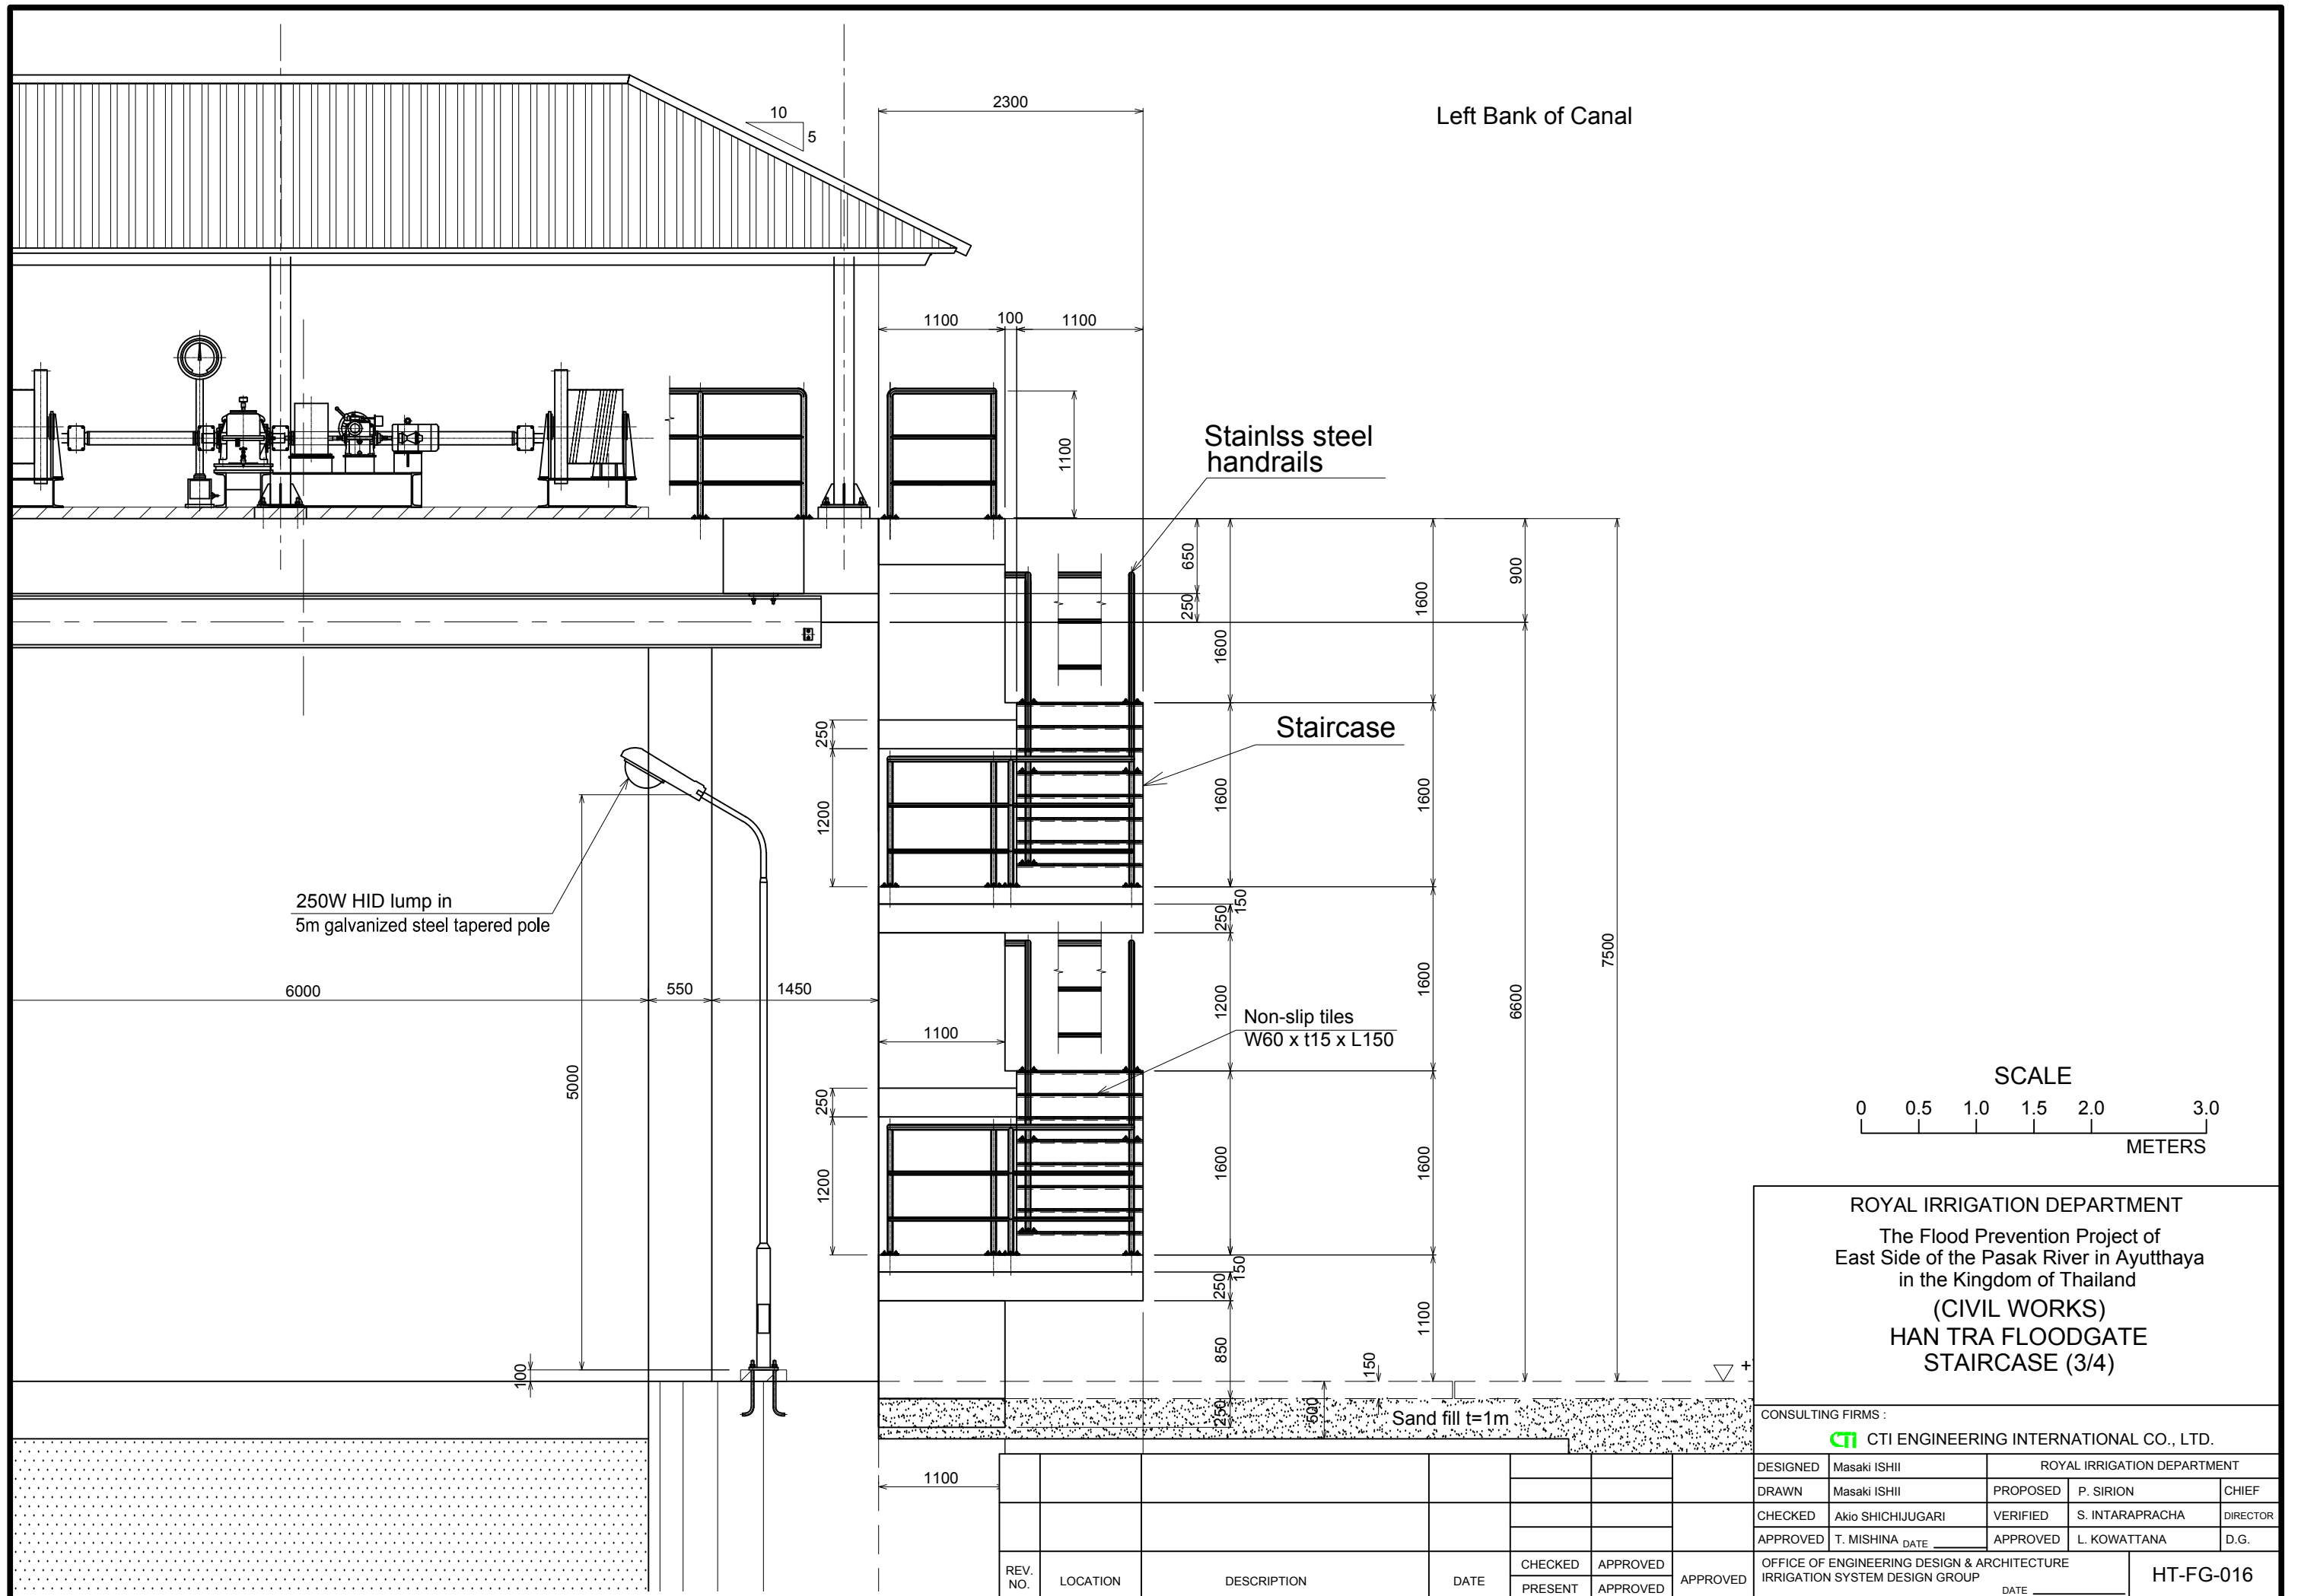 Left Bank of Canal
10
5
2300
1100
100
1100
1100
Stainlss steel
handrails
650
250
1600
1600
900
Staircase
250
1200
1600
1600
250W HID lump in
5m galvanized steel tapered pole
150
250
7500
6000
550
1450
1200
1600
6600
Non-slip tiles
W60 x t15 x L150
1100
5000
250
1200
1600
1600
SCALE
0 0.5 1.0 1.5 2.0 3.0
METERS
150
250
1100
850
100
150
+
250
500
Sand fill t=1m
1100
ROYAL IRRIGATION DEPARTMENT
The Flood Prevention Project of
East Side of the Pasak River in Ayutthaya
in the Kingdom of Thailand
(CIVIL WORKS)
HAN TRA FLOODGATE
STAIRCASE (3/4)
CONSULTING FIRMS :
CTI CTI ENGINEERING INTERNATIONAL CO., LTD.
DESIGNED Masaki ISHII ROYAL IRRIGATION DEPARTMENT
DRAWN Masaki ISHII PROPOSED P. SIRION CHIEF
CHECKED Akio SHICHIJUGARI VERIFIED S. INTARAPRACHA DIRECTOR
APPROVED T. MISHINA DATE APPROVED L. KOWATTANA D.G.
OFFICE OF ENGINEERING DESIGN & ARCHITECTURE
IRRIGATION SYSTEM DESIGN GROUP
DATE
HT-FG-016
REV.
NO.
LOCATION
DESCRIPTION
DATE
CHECKED APPROVED
PRESENT APPROVED
APPROVED